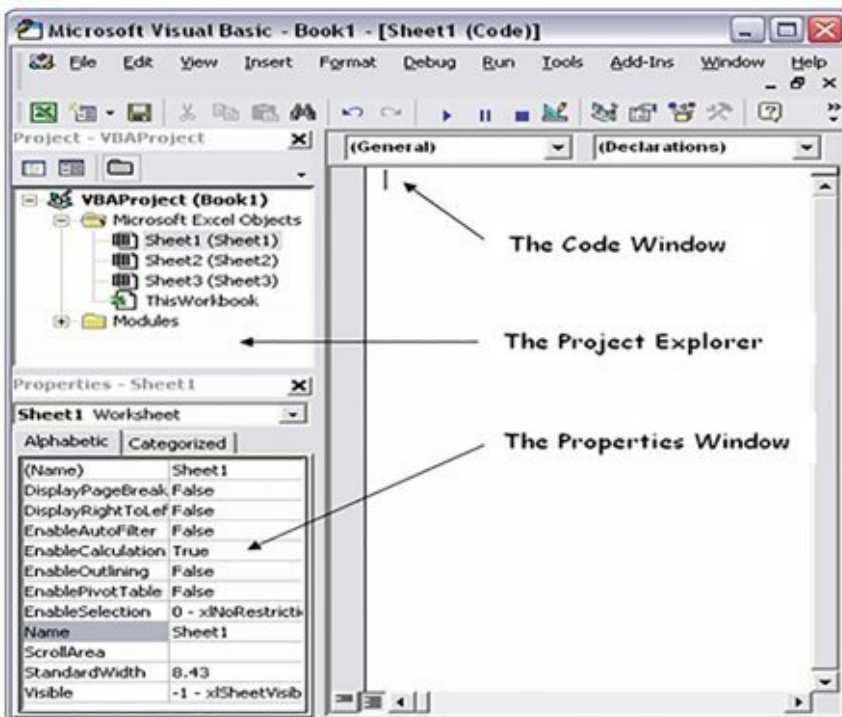 Microsoft Visual Basic - Book1 - [Sheet1 (Code)]
File Edit View Insert Format Debug Run Tools Add-Ins Window Help
Project - VBAProject
(General) (Declarations)
VBAProject (Book1)
Microsoft Excel Objects
Sheet1 (Sheet1)
Sheet2 (Sheet2)
Sheet3 (Sheet3)
ThisWorkbook
Modules
The Code Window
The Project Explorer
Properties - Sheet1
Sheet1 Worksheet
Alphabetic Categorized
The Properties Window
(Name) Sheet1
DisplayPageBreak False
DisplayRightToLef False
EnableAutoFilter False
EnableCalculation True
EnableOutlining False
EnablePivotTable False
EnableSelection 0 - xlNoRestricti
Name Sheet1
ScrollArea
StandardWidth 8.43
Visible -1 - xlSheetVisib